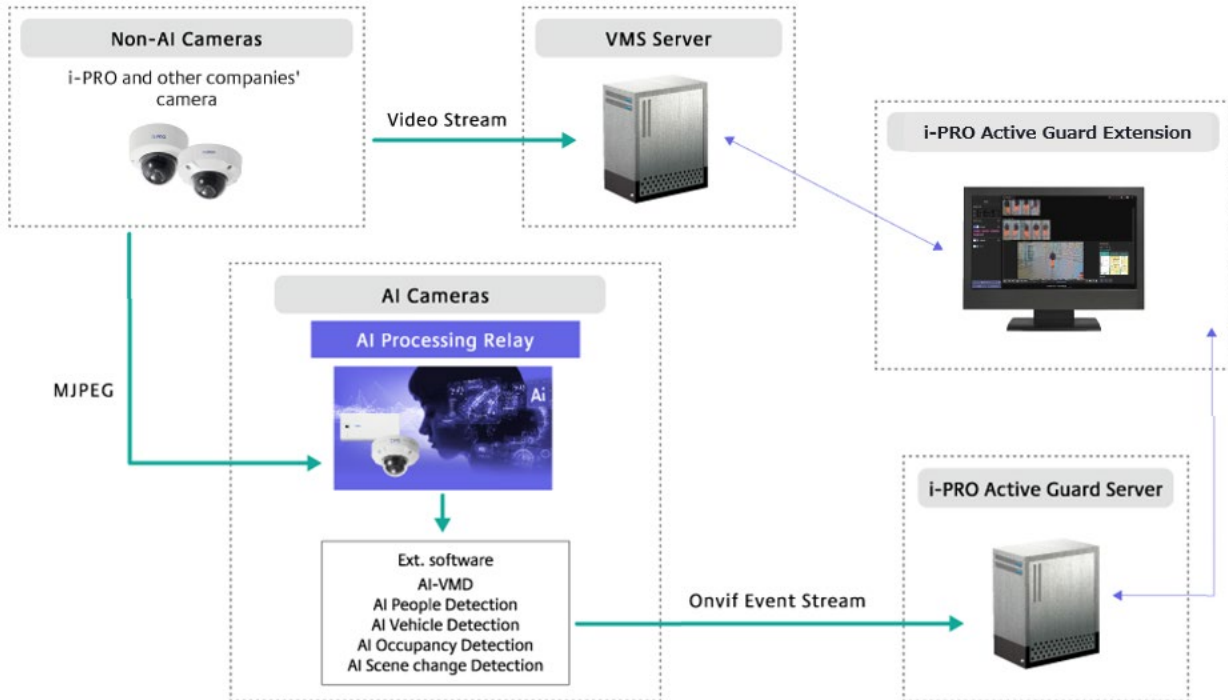 Non-AI Cameras
i-PRO and other companies'
camera
Video Stream
VMS Server
i-PRO Active Guard Extension
MJPEG
AI Cameras
AI Processing Relay
Ai
Ext. software
AI-VMD
AI People Detection
AI Vehicle Detection
AI Occupancy Detection
AI Scene change Detection
Onvif Event Stream
i-PRO Active Guard Server